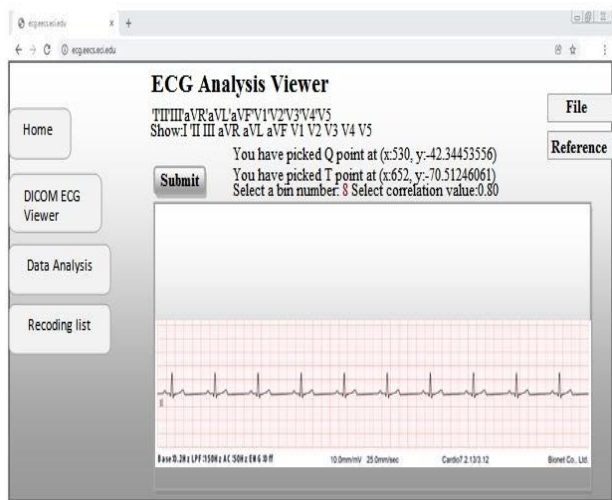 ecg.eecs.eci.edu x +
ecg.eecs.eci.edu
ECG Analysis Viewer
'I'II'III'aVR'aVL'aVF'V1'V2'V3'V4'V5
Show:I 'II III aVR aVL aVF V1 V2 V3 V4 V5
File
Reference
Home
DICOM ECG
Viewer
Data Analysis
Recoding list
You have picked Q point at (x:530, y:-42.34453556)
You have picked T point at (x:652, y:-70.51246061)
Submit
Select a bin number: 8 Select correlation value:0.80
II
10.0mm/mV 25.0mm/sec
Cardio7.2.13/3.12
Bionet Co., Ltd.